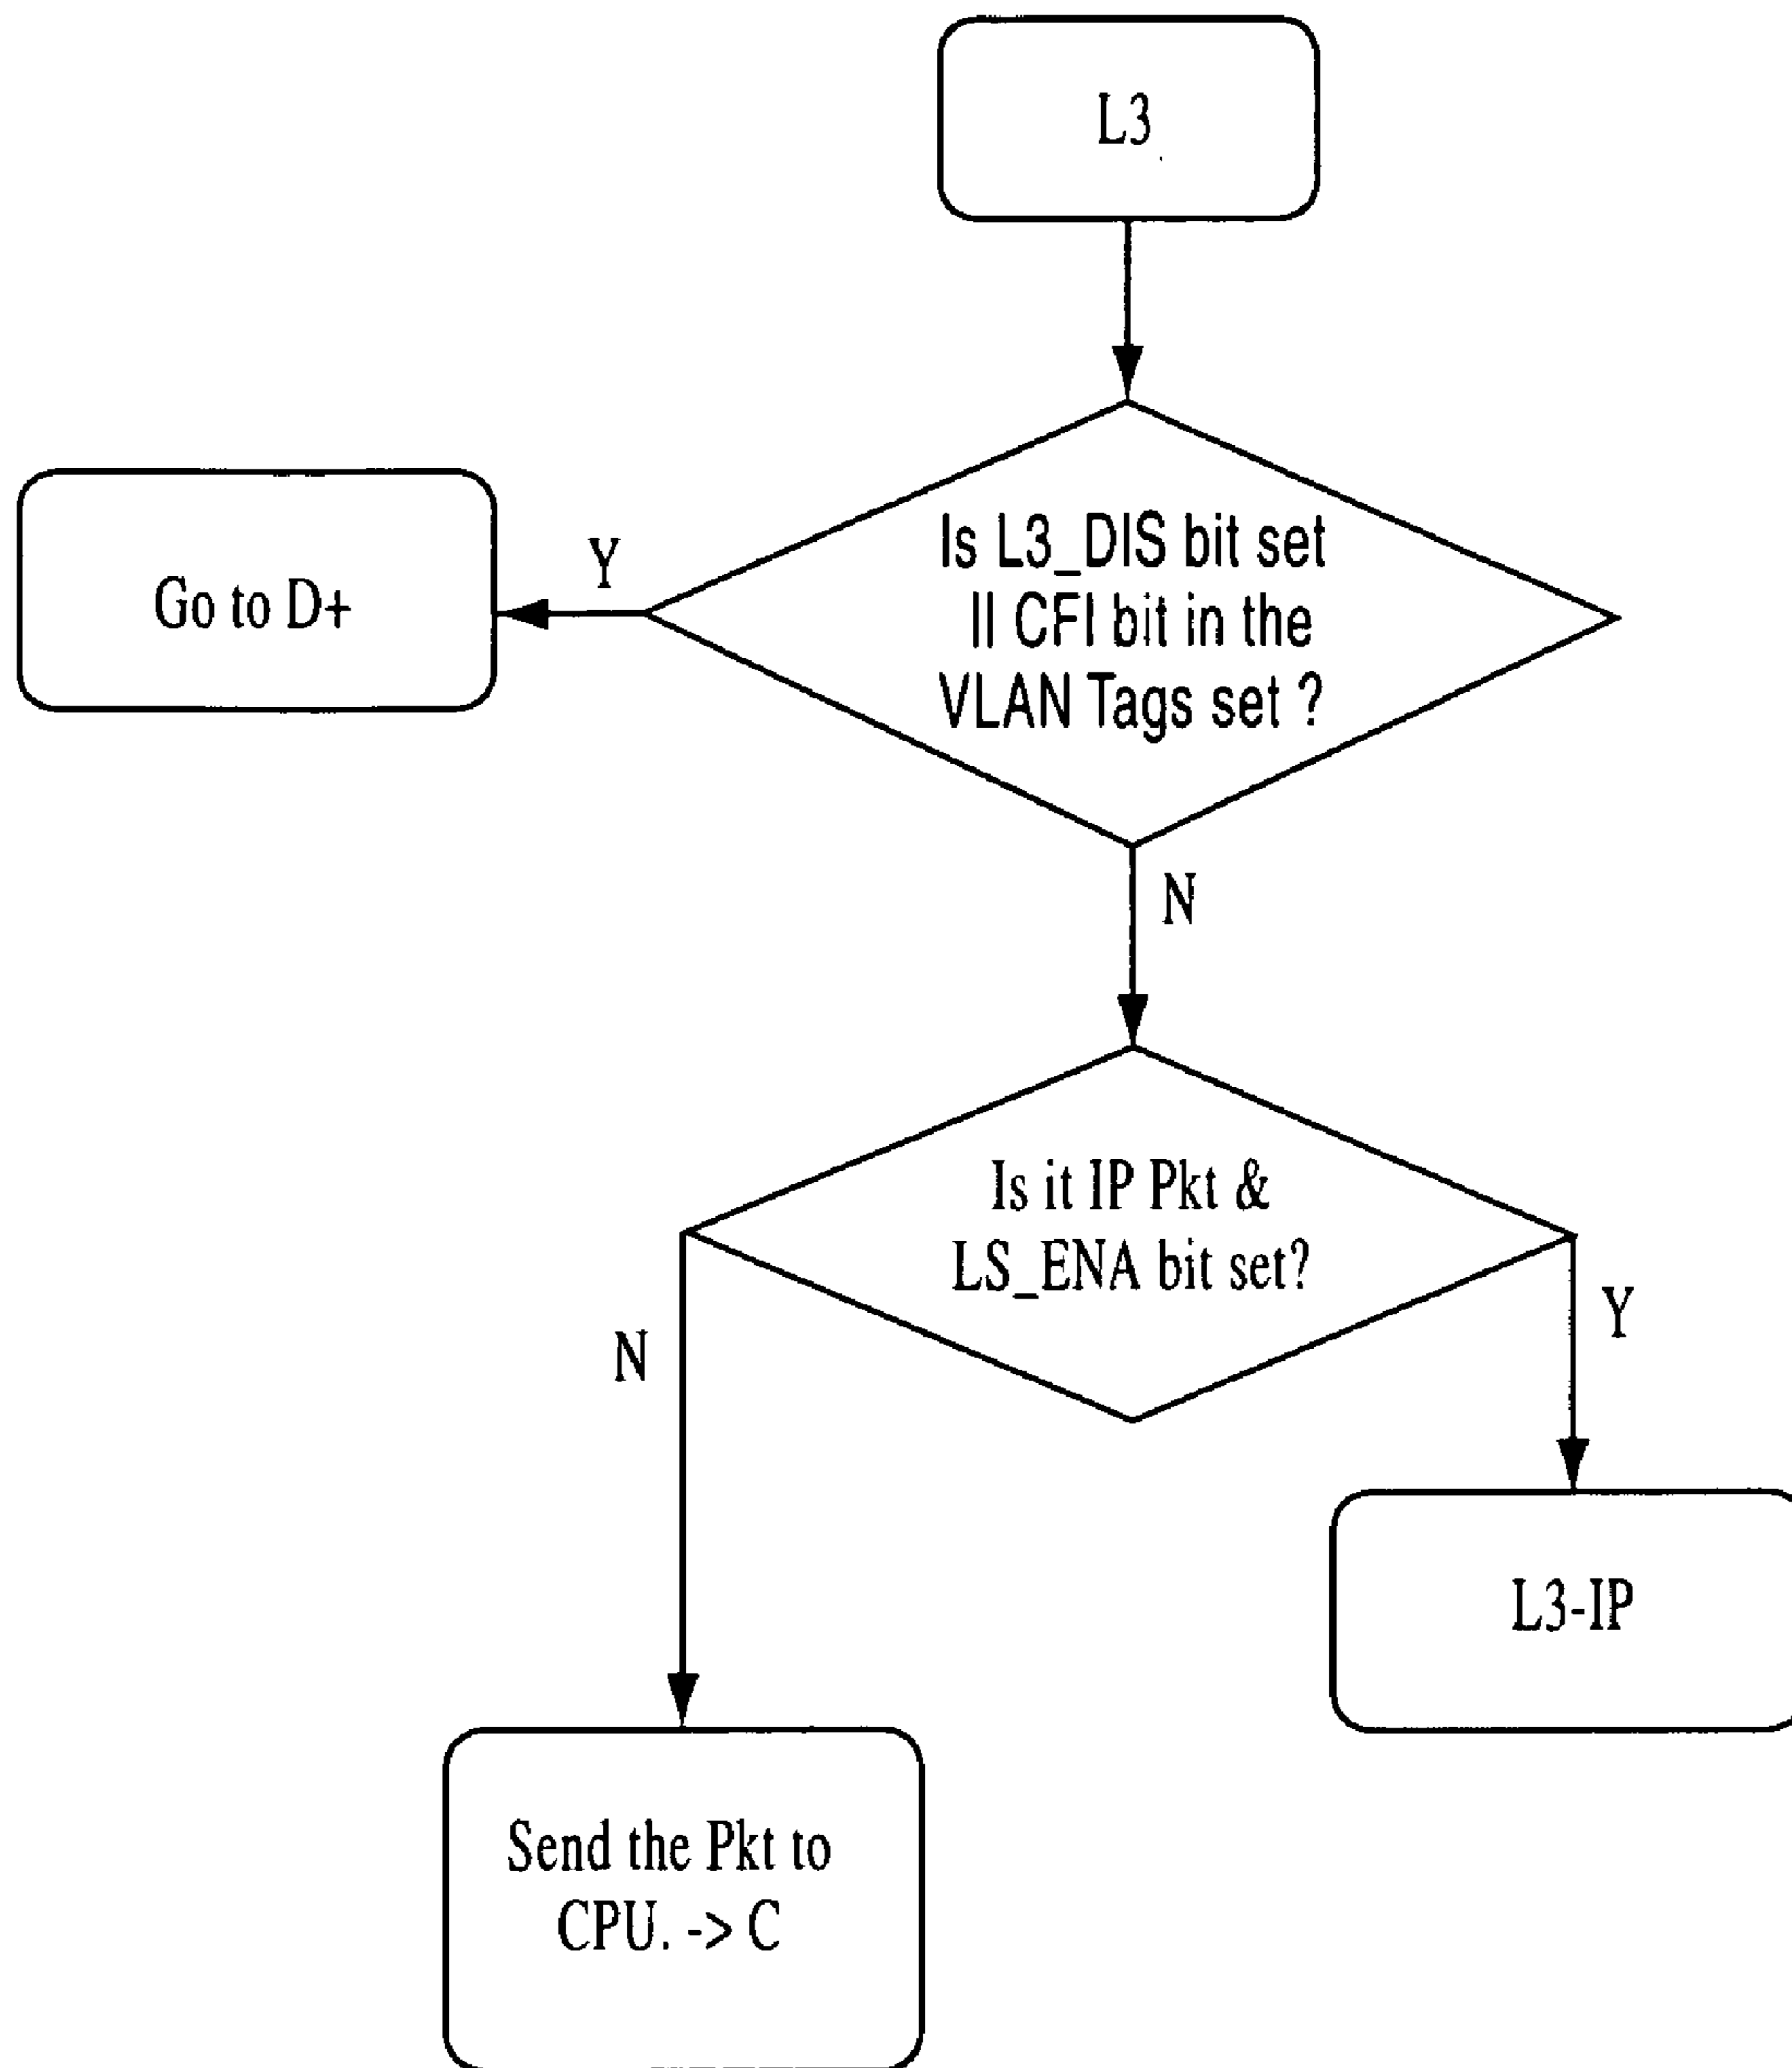 L3
Is L3_DIS bit set
|| CFI bit in the
VLAN Tags set ?
Y
Go to D+
N
Is it IP Pkt &
LS_ENA bit set?
N
Y
L3-IP
Send the Pkt to
CPU. -> C